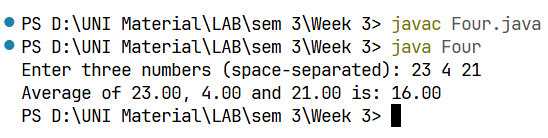 PS D:\UNI Material\LAB\sem 3\Week 3> javac Four.java
PS D:\UNI Material\LAB\sem 3\Week 3> java Four
Enter three numbers (space-separated): 23 4 21
Average of 23.00, 4.00 and 21.00 is: 16.00
PS D:\UNI Material\LAB\sem 3\Week 3>